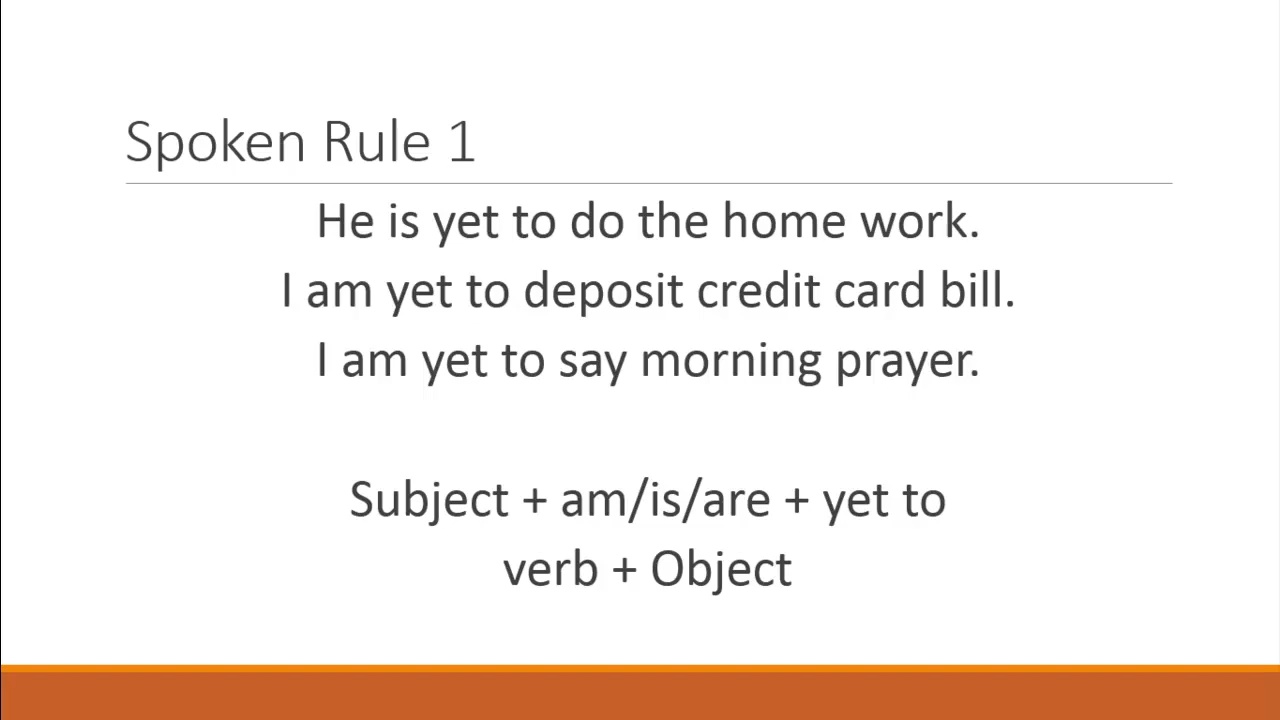 Spoken Rule 1
He is yet to do the home work.
I am yet to deposit credit card bill.
I am yet to say morning prayer.
Subject + am/is/are + yet to
verb + Object